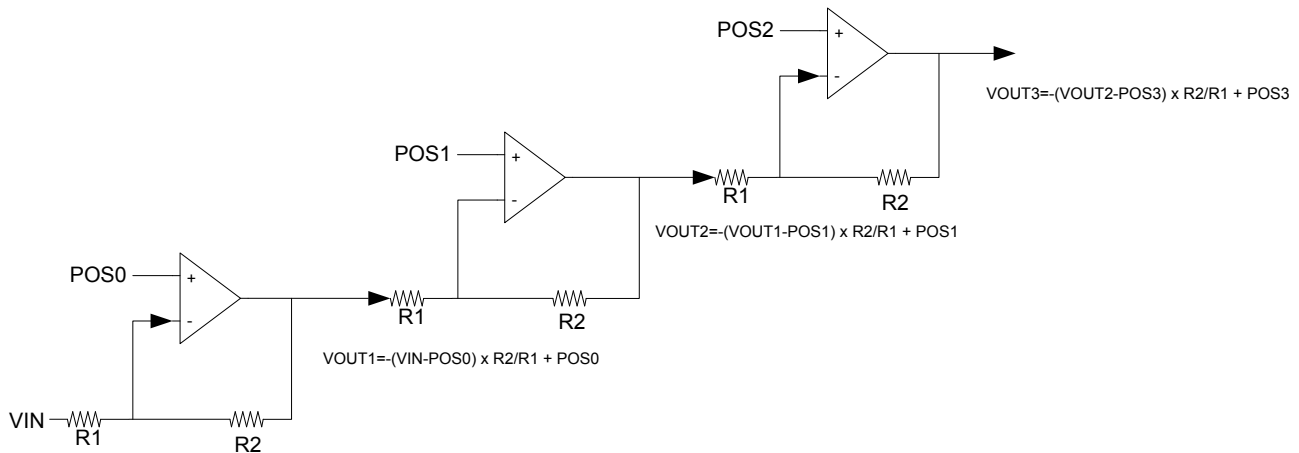 POS2
+
-
VOUT3=-(VOUT2-POS3) x R2/R1 + POS3
POS1
+
-
R1
R2
VOUT2=-(VOUT1-POS1) x R2/R1 + POS1
POS0
+
-
R1
R2
VOUT1=-(VIN-POS0) x R2/R1 + POS0
VIN
R1
R2